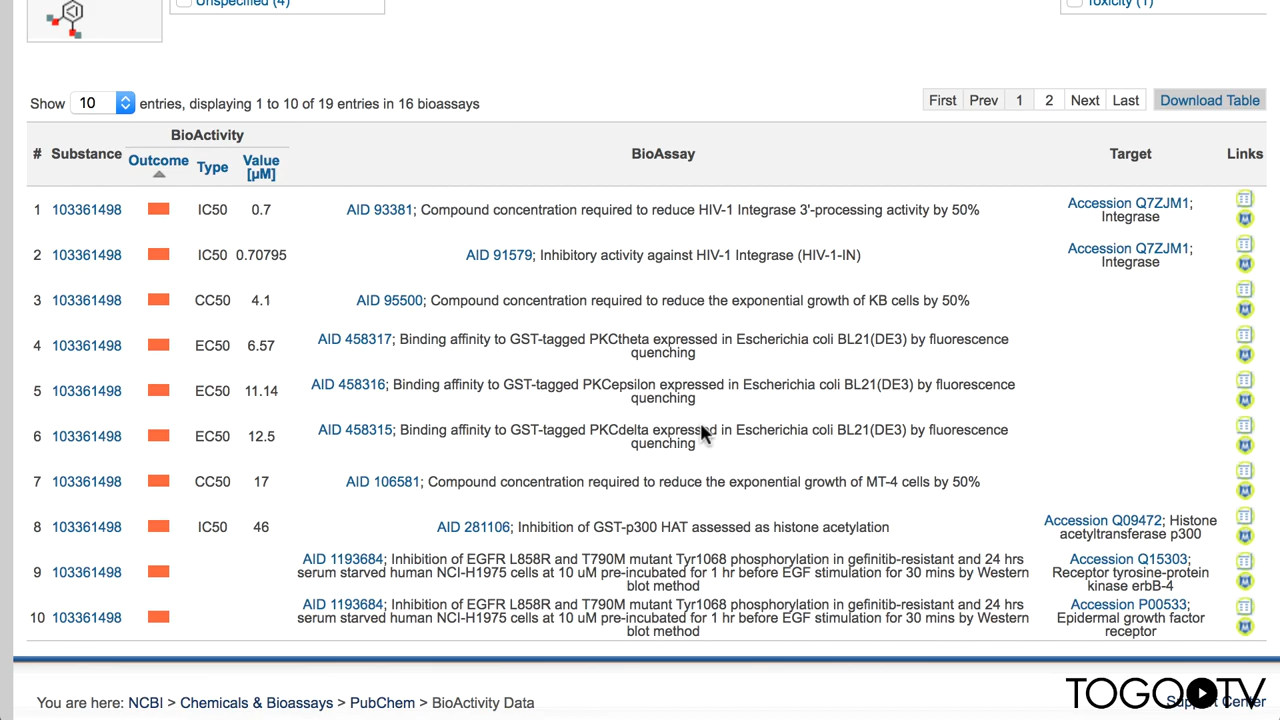 Unspecified (4)
Toxicity (1)
Show 10 entries, displaying 1 to 10 of 19 entries in 16 bioassays
First Prev 1 2 Next Last Download Table
BioActivity
# Substance Outcome Type Value [µM] BioAssay Target Links
1 103361498 IC50 0.7 AID 93381; Compound concentration required to reduce HIV-1 Integrase 3'-processing activity by 50% Accession Q7ZJM1;
Integrase
2 103361498 IC50 0.70795 AID 91579; Inhibitory activity against HIV-1 Integrase (HIV-1-IN) Accession Q7ZJM1;
Integrase
3 103361498 CC50 4.1 AID 95500; Compound concentration required to reduce the exponential growth of KB cells by 50%
4 103361498 EC50 6.57 AID 458317; Binding affinity to GST-tagged PKCtheta expressed in Escherichia coli BL21(DE3) by fluorescence
quenching
5 103361498 EC50 11.14 AID 458316; Binding affinity to GST-tagged PKCepsilon expressed in Escherichia coli BL21(DE3) by fluorescence
quenching
6 103361498 EC50 12.5 AID 458315; Binding affinity to GST-tagged PKCdelta expressed in Escherichia coli BL21(DE3) by fluorescence
quenching
7 103361498 CC50 17 AID 106581; Compound concentration required to reduce the exponential growth of MT-4 cells by 50%
8 103361498 IC50 46 AID 281106; Inhibition of GST-p300 HAT assessed as histone acetylation Accession Q09472; Histone
acetyltransferase p300
9 103361498 AID 1193684; Inhibition of EGFR L858R and T790M mutant Tyr1068 phosphorylation in gefinitib-resistant and 24 hrs Accession Q15303;
serum starved human NCI-H1975 cells at 10 uM pre-incubated for 1 hr before EGF stimulation for 30 mins by Western Receptor tyrosine-protein
blot method kinase erbB-4
10 103361498 AID 1193684; Inhibition of EGFR L858R and T790M mutant Tyr1068 phosphorylation in gefinitib-resistant and 24 hrs Accession P00533;
serum starved human NCI-H1975 cells at 10 uM pre-incubated for 1 hr before EGF stimulation for 30 mins by Western Epidermal growth factor
blot method receptor
You are here: NCBI > Chemicals & Bioassays > PubChem > BioActivity Data
TOGO TV
Support Center